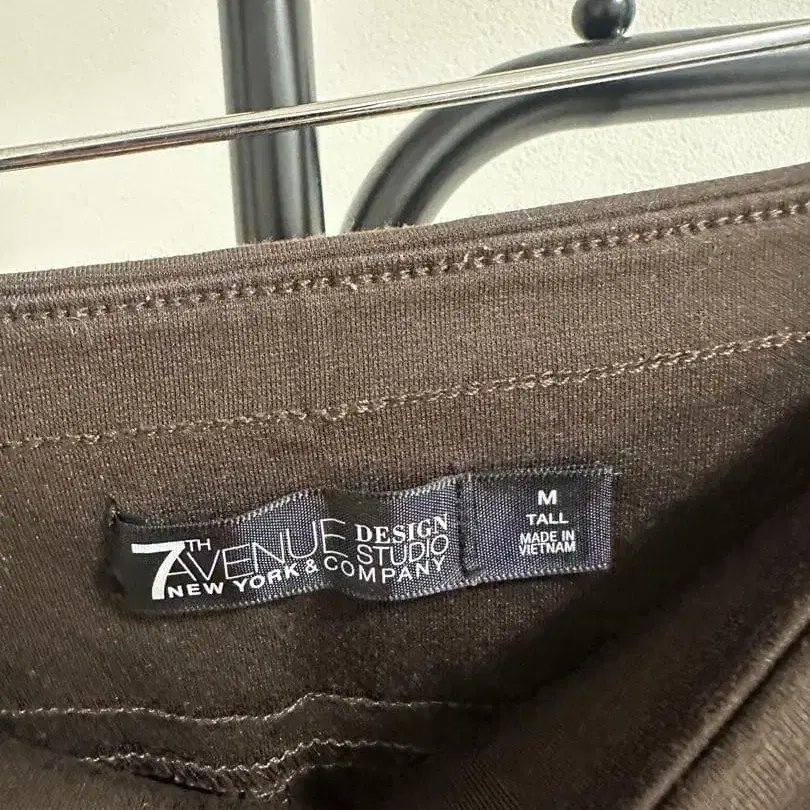 7TH AVENUE DESIGN STUDIO
NEW YORK & COMPANY
M
TALL
MADE IN
VIETNAM